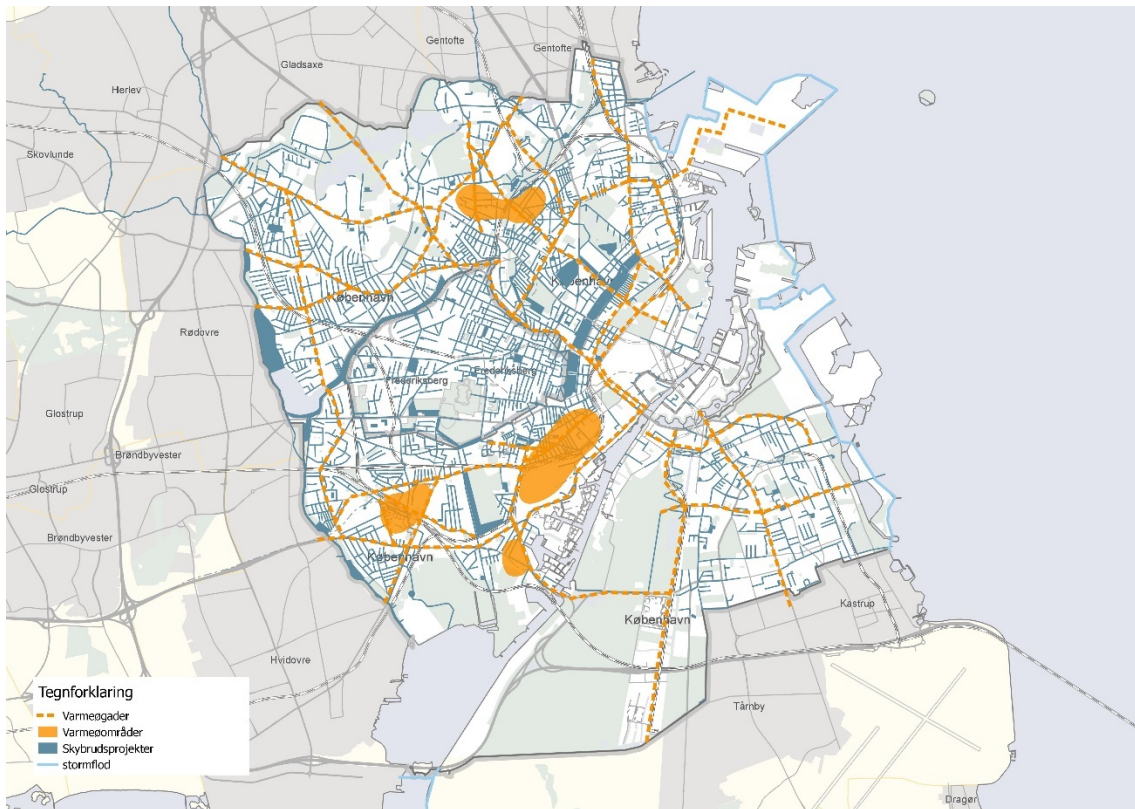 Gentofte
Gentofte
Gladsaxe
Herlev
Skovlunde
København
København
Rødovre
Frederiksberg
Frederiksberg
Glostrup
Brøndbyvester
Glostrup
Brøndbyvester
København
Kastrup
København
Hvidovre
Tårnby
Dragør
Tegnforklaring
Varmeøgader
Varmeøområder
Skybrudsprojekter
stormflod